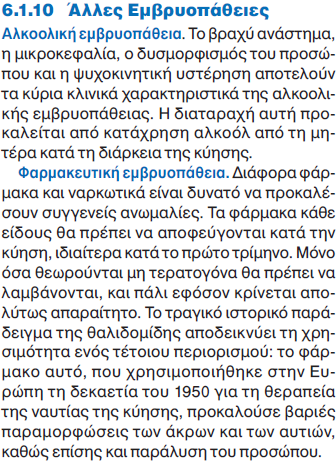 6.1.10 Άλλες Εμβρυοπάθειες
Αλκοολική εμβρυοπάθεια. Το βραχύ ανάστημα,
η μικροκεφαλία, ο δυσμορφισμός του προσώ-
που και η ψυχοκινητική υστέρηση αποτελούν
τα κύρια κλινικά χαρακτηριστικά της αλκοολι-
κής εμβρυοπάθειας. Η διαταραχή αυτή προ-
καλείται από κατάχρηση αλκοόλ από τη μη-
τέρα κατά τη διάρκεια της κύησης.
Φαρμακευτική εμβρυοπάθεια. Διάφορα φάρ-
μακα και ναρκωτικά είναι δυνατό να προκαλέ-
σουν συγγενείς ανωμαλίες. Τα φάρμακα κάθε
είδους θα πρέπει να αποφεύγονται κατά την
κύηση, ιδιαίτερα κατά το πρώτο τρίμηνο. Μόνο
όσα θεωρούνται μη τερατογόνα θα πρέπει να
λαμβάνονται, και πάλι εφόσον κρίνεται απο-
λύτως απαραίτητο. Το τραγικό ιστορικό παρά-
δειγμα της θαλιδομίδης αποδεικνύει τη χρη-
σιμότητα ενός τέτοιου περιορισμού: το φάρ-
μακο αυτό, που χρησιμοποιήθηκε στην Ευ-
ρώπη τη δεκαετία του 1950 για τη θεραπεία
της ναυτίας της κύησης, προκαλούσε βαριές
παραμορφώσεις των άκρων και των αυτιών,
καθώς επίσης και παράλυση του προσώπου.